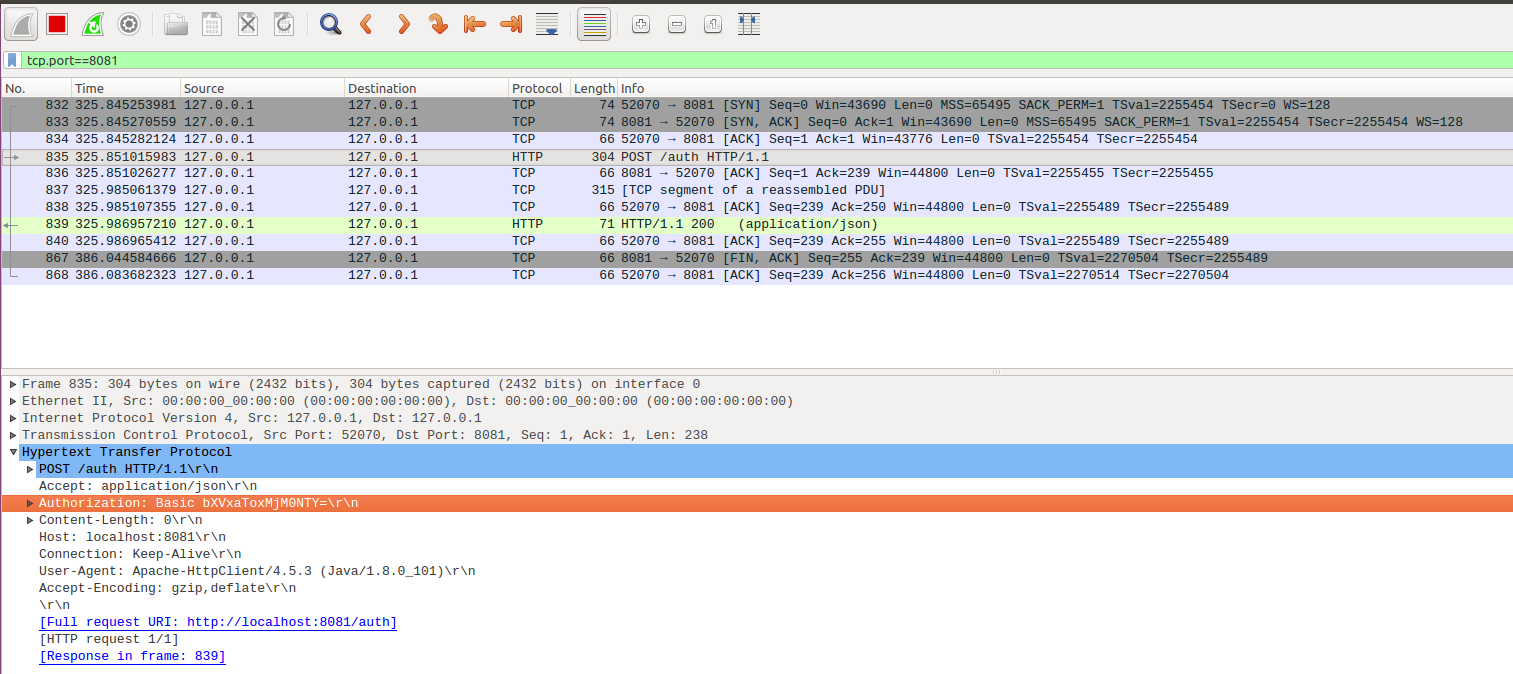 tcp.port==8081
No. Time Source Destination Protocol Length Info
832 325.845253981 127.0.0.1 127.0.0.1 TCP 74 52070 → 8081 [SYN] Seq=0 Win=43690 Len=0 MSS=65495 SACK_PERM=1 TSval=2255454 TSecr=0 WS=128
833 325.845270559 127.0.0.1 127.0.0.1 TCP 74 8081 → 52070 [SYN, ACK] Seq=0 Ack=1 Win=43690 Len=0 MSS=65495 SACK_PERM=1 TSval=2255454 TSecr=2255454 WS=128
834 325.845282124 127.0.0.1 127.0.0.1 TCP 66 52070 → 8081 [ACK] Seq=1 Ack=1 Win=43776 Len=0 TSval=2255454 TSecr=2255454
835 325.851015983 127.0.0.1 127.0.0.1 HTTP 304 POST /auth HTTP/1.1
836 325.851026277 127.0.0.1 127.0.0.1 TCP 66 8081 → 52070 [ACK] Seq=1 Ack=239 Win=44800 Len=0 TSval=2255455 TSecr=2255455
837 325.985061379 127.0.0.1 127.0.0.1 TCP 315 [TCP segment of a reassembled PDU]
838 325.985107355 127.0.0.1 127.0.0.1 TCP 66 52070 → 8081 [ACK] Seq=239 Ack=250 Win=44800 Len=0 TSval=2255489 TSecr=2255489
839 325.986957210 127.0.0.1 127.0.0.1 HTTP 71 HTTP/1.1 200 (application/json)
840 325.986965412 127.0.0.1 127.0.0.1 TCP 66 52070 → 8081 [ACK] Seq=239 Ack=255 Win=44800 Len=0 TSval=2255489 TSecr=2255489
867 386.044584666 127.0.0.1 127.0.0.1 TCP 66 8081 → 52070 [FIN, ACK] Seq=255 Ack=239 Win=44800 Len=0 TSval=2270504 TSecr=2255489
868 386.083682323 127.0.0.1 127.0.0.1 TCP 66 52070 → 8081 [ACK] Seq=239 Ack=256 Win=44800 Len=0 TSval=2270514 TSecr=2270504
Frame 835: 304 bytes on wire (2432 bits), 304 bytes captured (2432 bits) on interface 0
Ethernet II, Src: 00:00:00_00:00:00 (00:00:00:00:00:00), Dst: 00:00:00_00:00:00 (00:00:00:00:00:00)
Internet Protocol Version 4, Src: 127.0.0.1, Dst: 127.0.0.1
Transmission Control Protocol, Src Port: 52070, Dst Port: 8081, Seq: 1, Ack: 1, Len: 238
Hypertext Transfer Protocol
POST /auth HTTP/1.1\r\n
Accept: application/json\r\n
Authorization: Basic bXVxaToxMjM0NTY=\r\n
Content-Length: 0\r\n
Host: localhost:8081\r\n
Connection: Keep-Alive\r\n
User-Agent: Apache-HttpClient/4.5.3 (Java/1.8.0_101)\r\n
Accept-Encoding: gzip,deflate\r\n
\r\n
[Full request URI: http://localhost:8081/auth]
[HTTP request 1/1]
[Response in frame: 839]